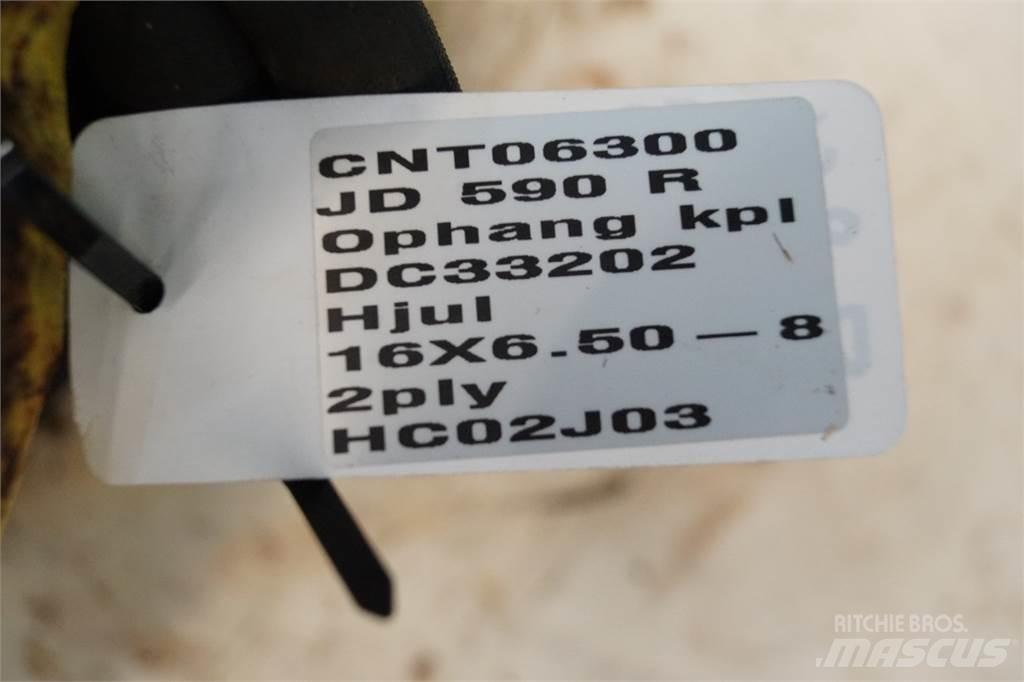 CNT06300
JD 590 R
Ophang kpl
DC33202
Hjul
16X6.50 – 8
2ply
HC02J03
RITCHIE BROS.
MASCUS